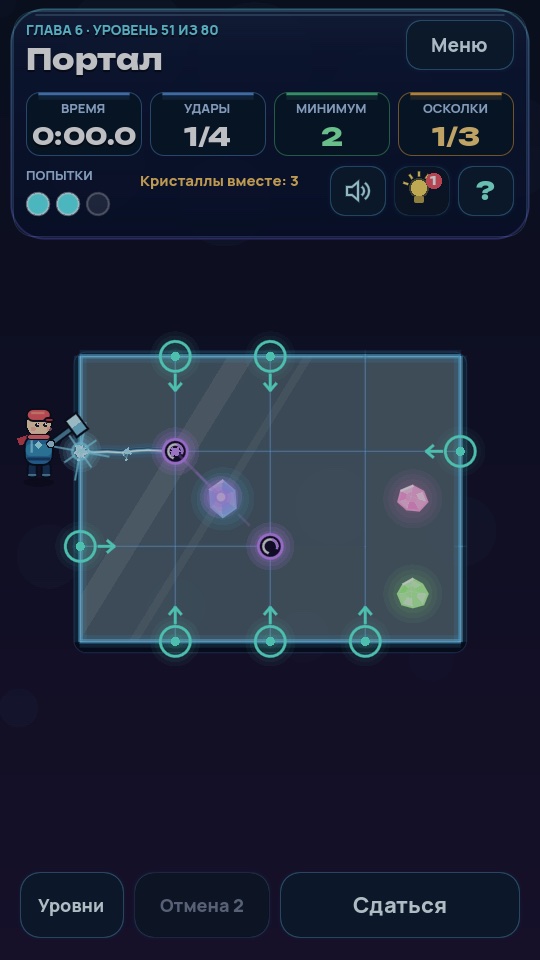 ГЛАВА 6 · УРОВЕНЬ 51 ИЗ 80
Портал
Меню
ВРЕМЯ
0:00.0
УДАРЫ
1/4
МИНИМУМ
2
ОСКОЛКИ
1/3
ПОПЫТКИ
Кристаллы вместе: 3
1
?
Уровни
Отмена 2
Сдаться